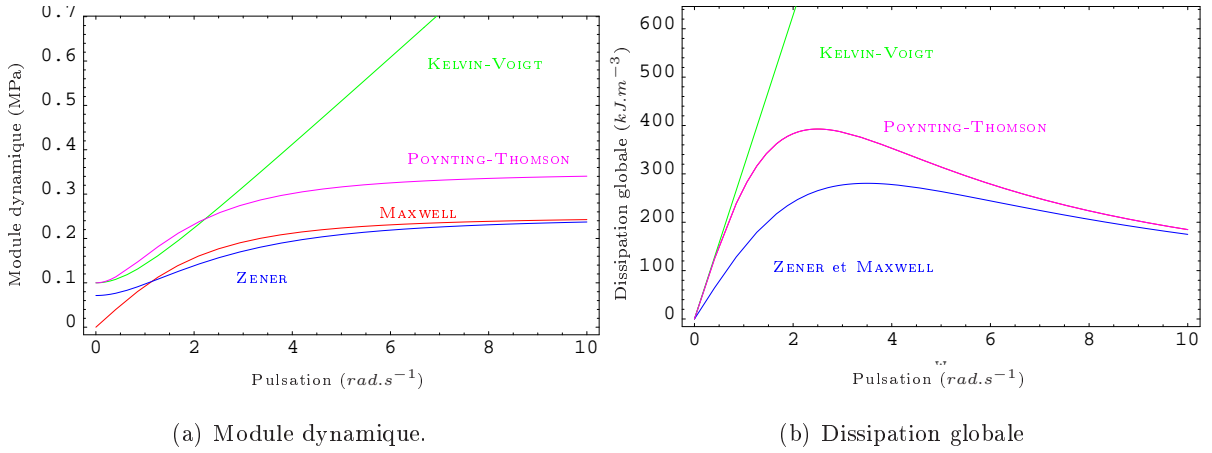 0.7
0.6
0.5
0.4
0.3
0.2
0.1
0
Module dynamique (MPa)
KELVIN-VOIGT
POYNTING-THOMSON
MAXWELL
ZENER
0 2 4 6 8 10
Pulsation (rad.s⁻¹)
(a) Module dynamique.
600
500
400
300
200
100
0
Dissipation globale (kJ.m⁻³)
KELVIN-VOIGT
POYNTING-THOMSON
ZENER ET MAXWELL
0 2 4 6 8 10
Pulsation (rad.s⁻¹)
(b) Dissipation globale